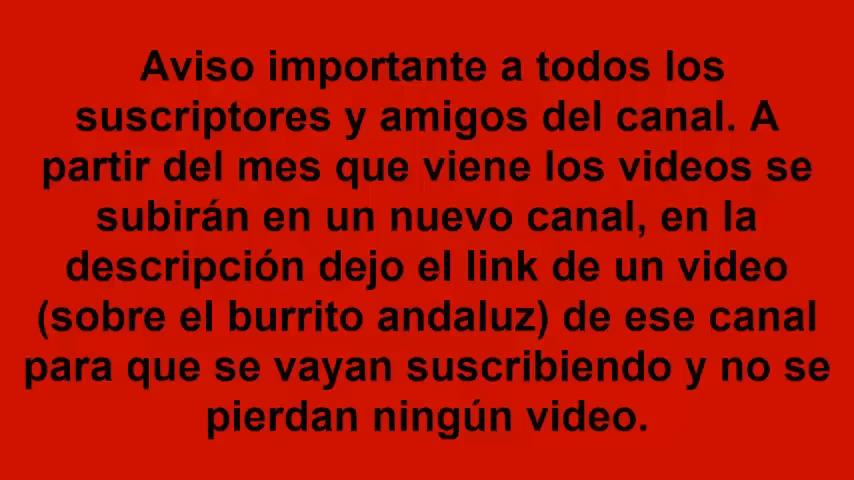 Aviso importante a todos los
suscriptores y amigos del canal. A
partir del mes que viene los videos se
subirán en un nuevo canal, en la
descripción dejo el link de un video
(sobre el burrito andaluz) de ese canal
para que se vayan suscribiendo y no se
pierdan ningún video.